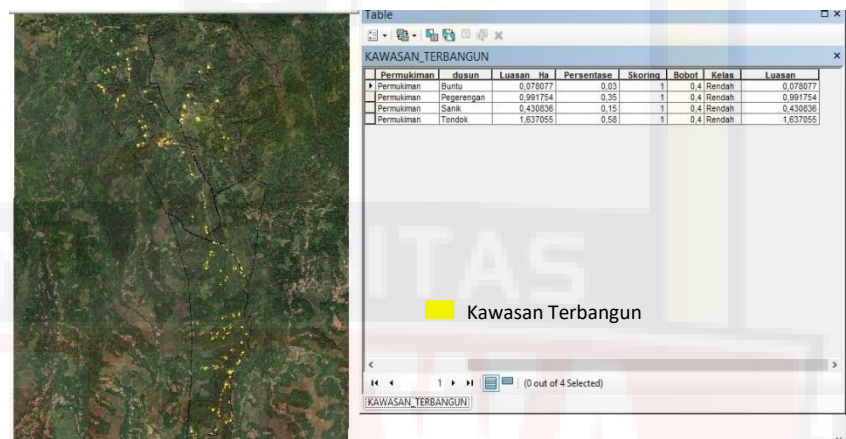 Table
KAWASAN_TERBANGUN
Permukiman dusun Luasan_Ha Persentase Skoring Bobot Kelas Luasan
Permukiman Buntu 0,078077 0,03 1 0,4 Rendah 0,078077
Permukiman Pegerengan 0,991754 0,35 1 0,4 Rendah 0,991754
Permukiman Sanik 0,430836 0,15 1 0,4 Rendah 0,430836
Permukiman Tondok 1,637055 0,58 1 0,4 Rendah 1,637055
ITAS
Kawasan Terbangun
1 (0 out of 4 Selected)
KAWASAN_TERBANGUN